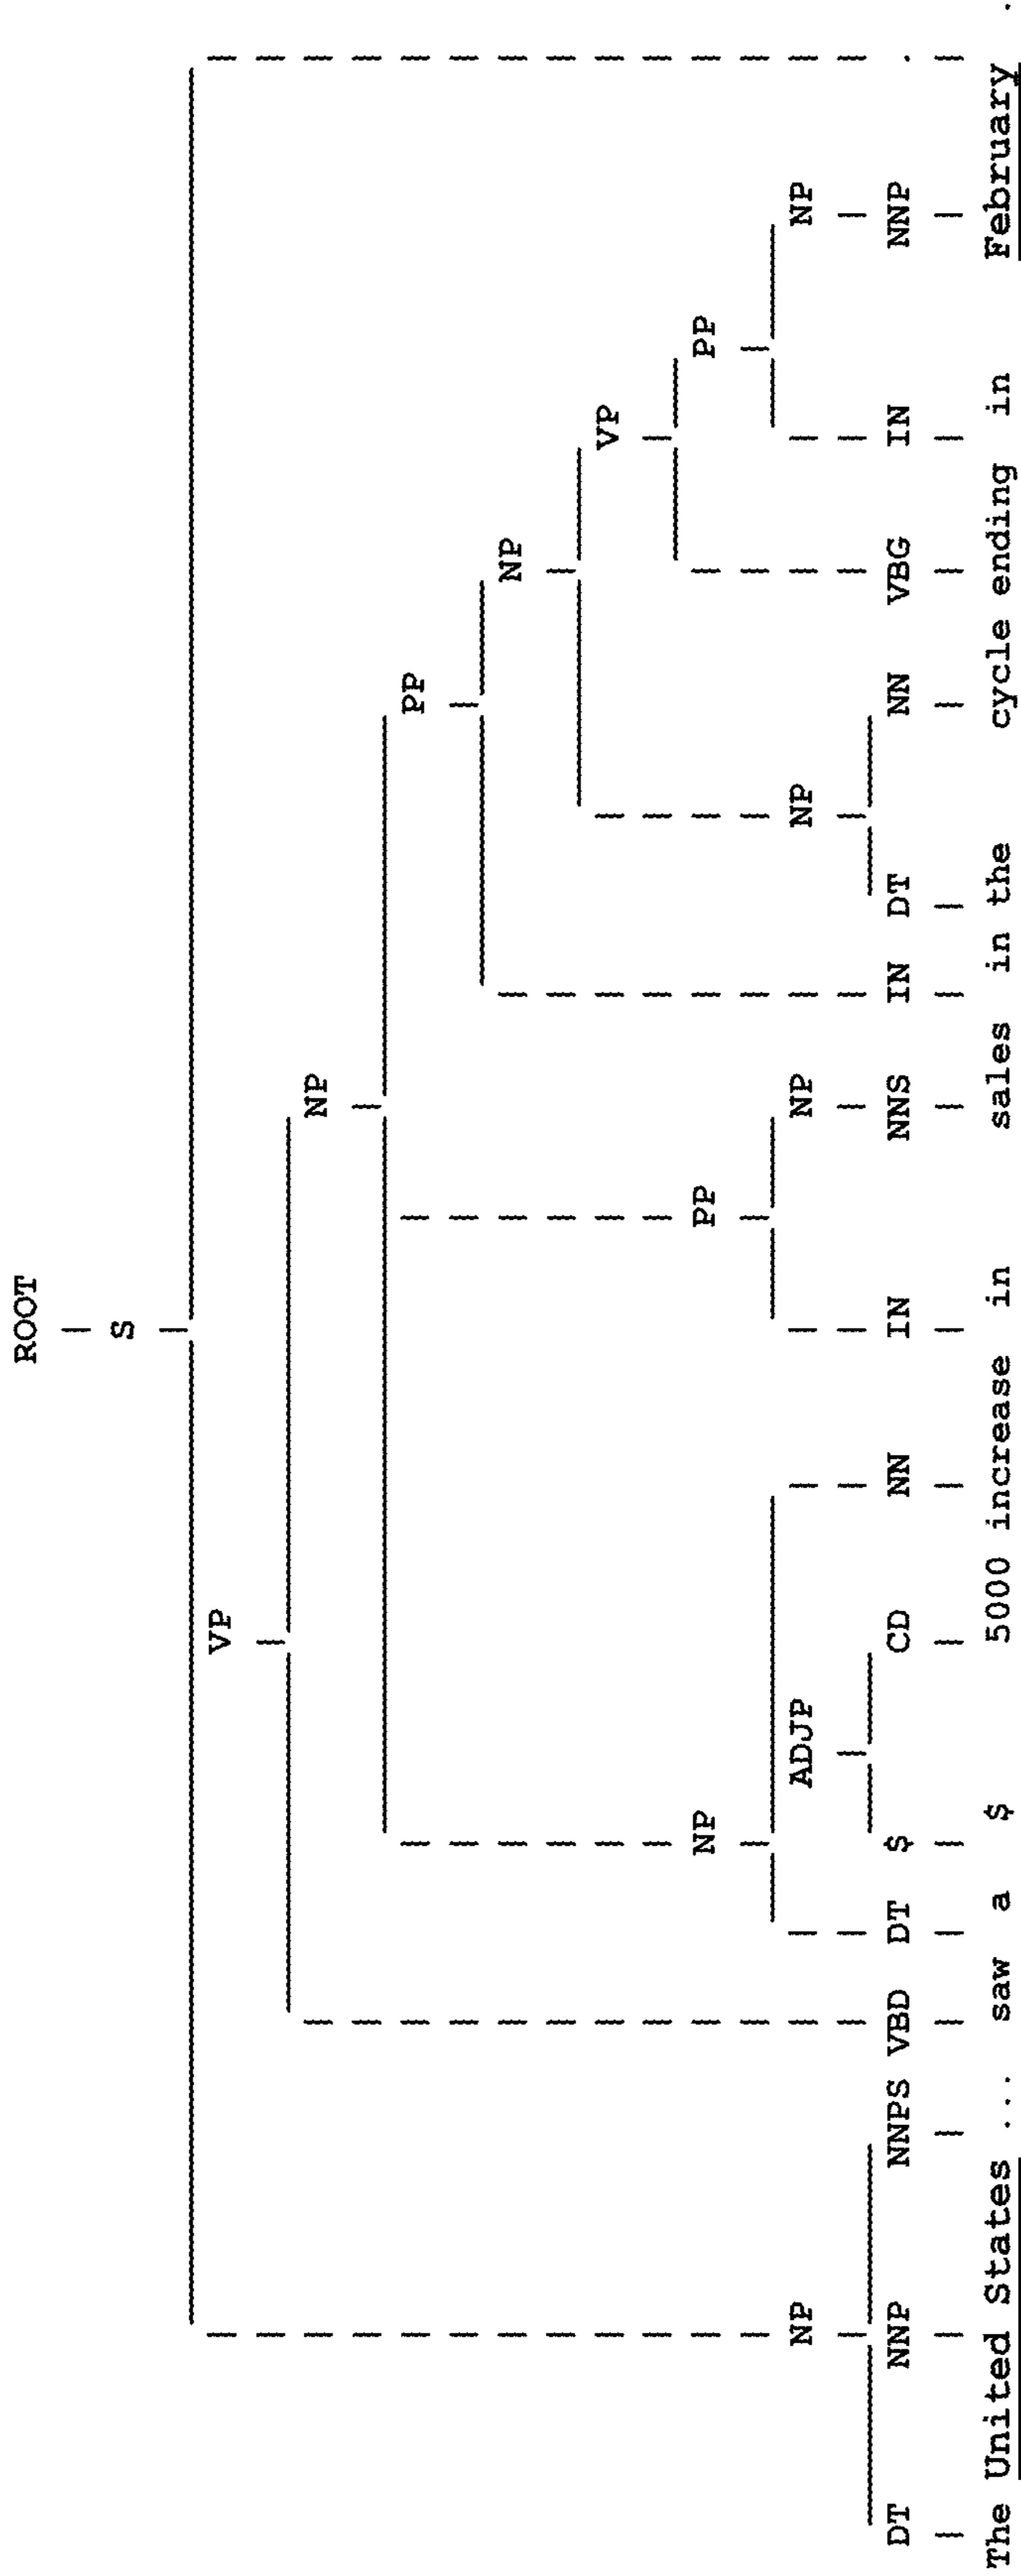 ROOT
S
VP
NP
PP
NP
VP
NP PP PP
NP ADJP NP NP NP
DT NNP NNPS VBD DT $ CD NN IN NNS IN DT NN VBG IN NNP .
The United States ... saw a $ 5000 increase in sales in the cycle ending in February .